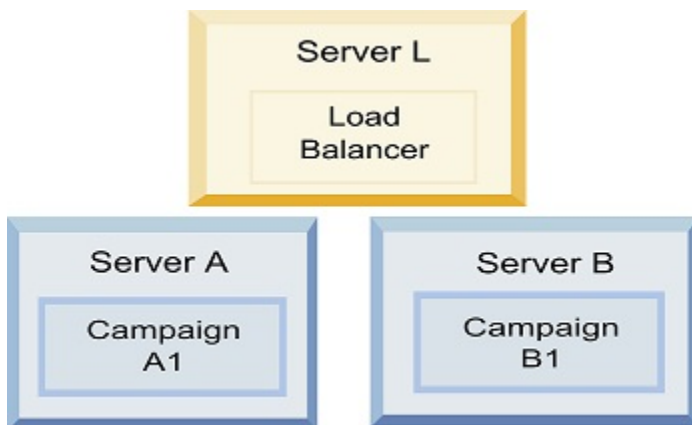 Server L
Load
Balancer
Server A
Campaign
A1
Server B
Campaign
B1